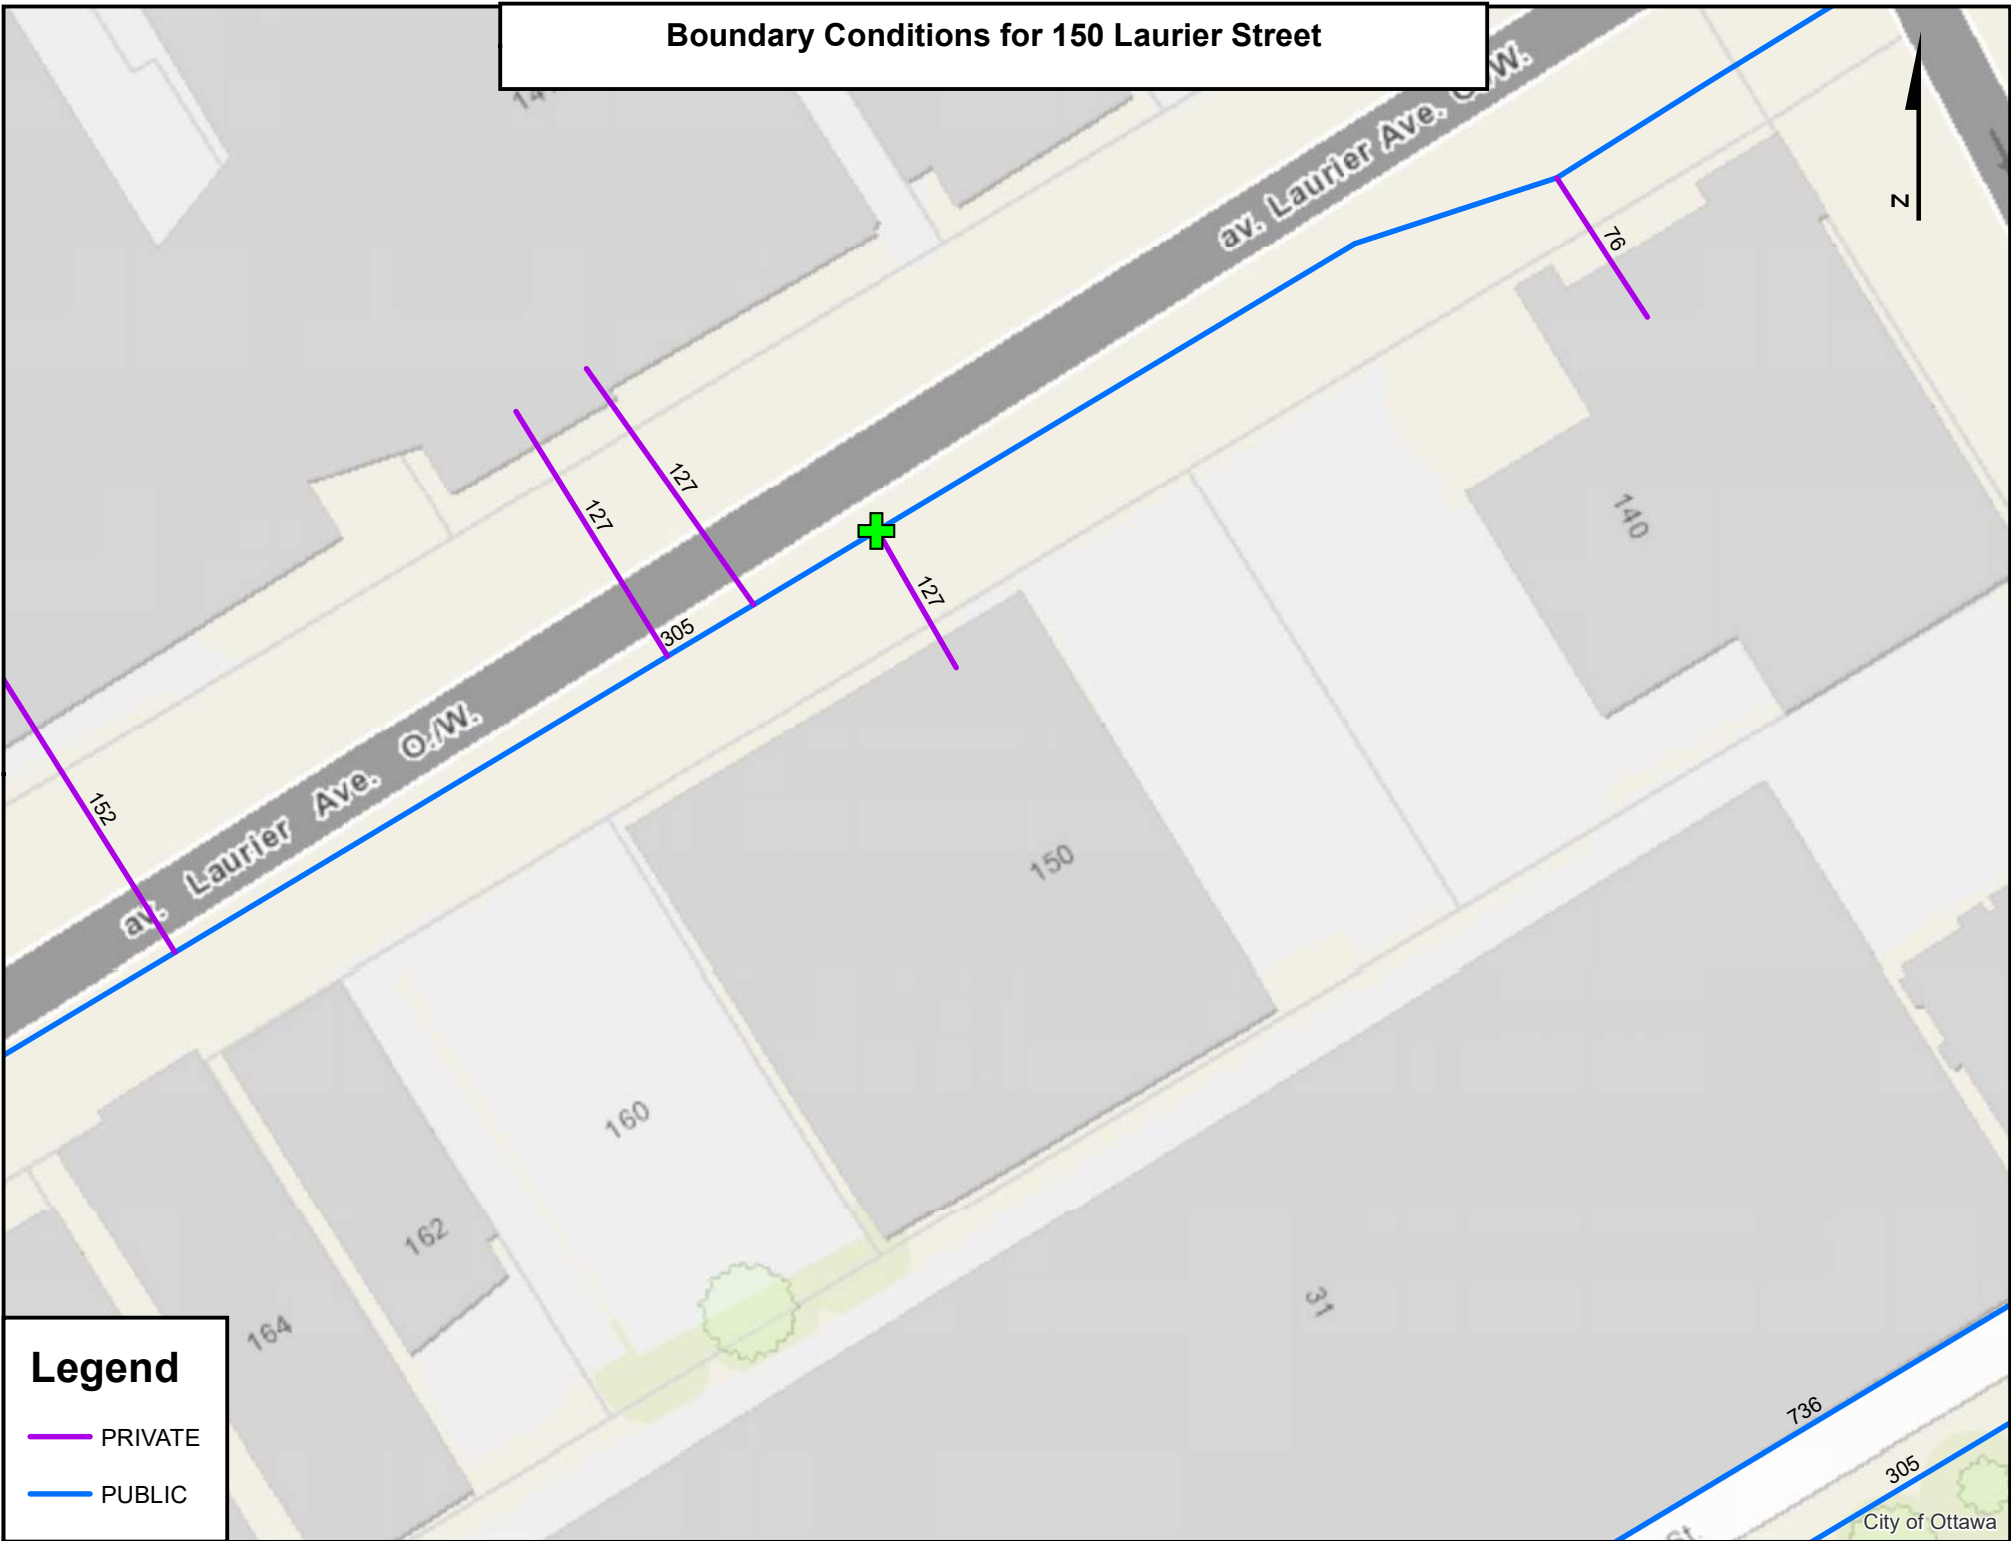 Boundary Conditions for 150 Laurier Street
av. Laurier Ave. O./W.
N
76
127
127
127
305
140
av. Laurier Ave. O./W.
152
150
160
162
164
31
736
305
St.
Legend
PRIVATE
PUBLIC
City of Ottawa